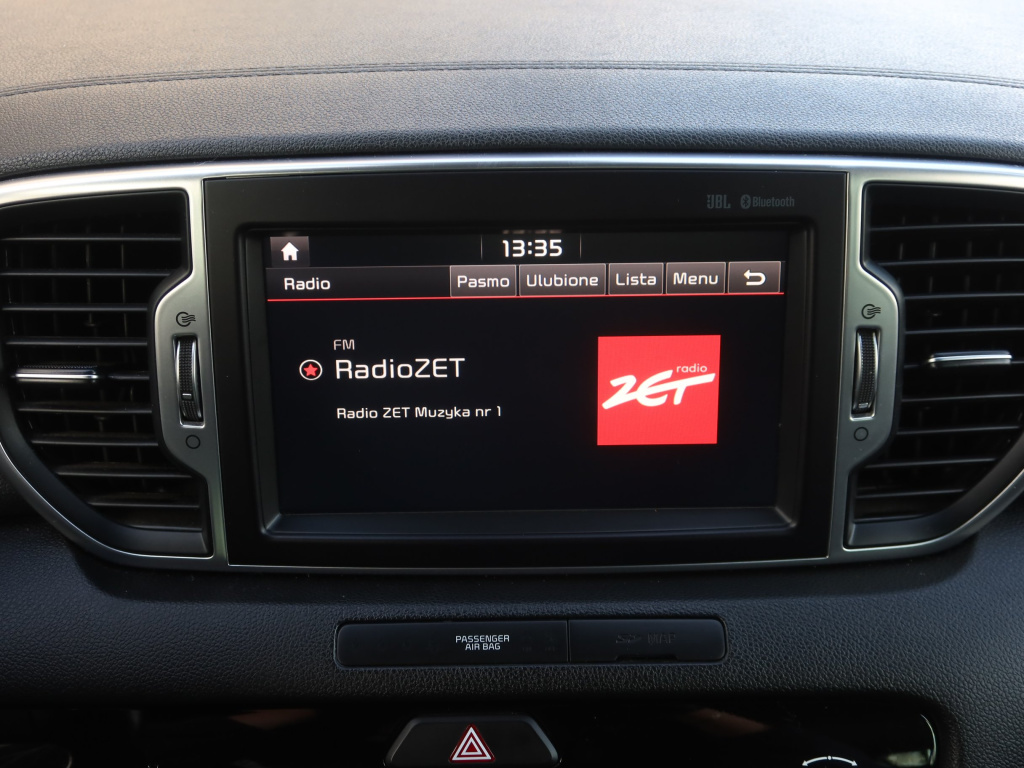 JBL Bluetooth
13:35
Radio Pasmo Ulubione Lista Menu
FM
RadioZET
Radio ZET Muzyka nr 1
radio
ZET
PASSENGER
AIR BAG